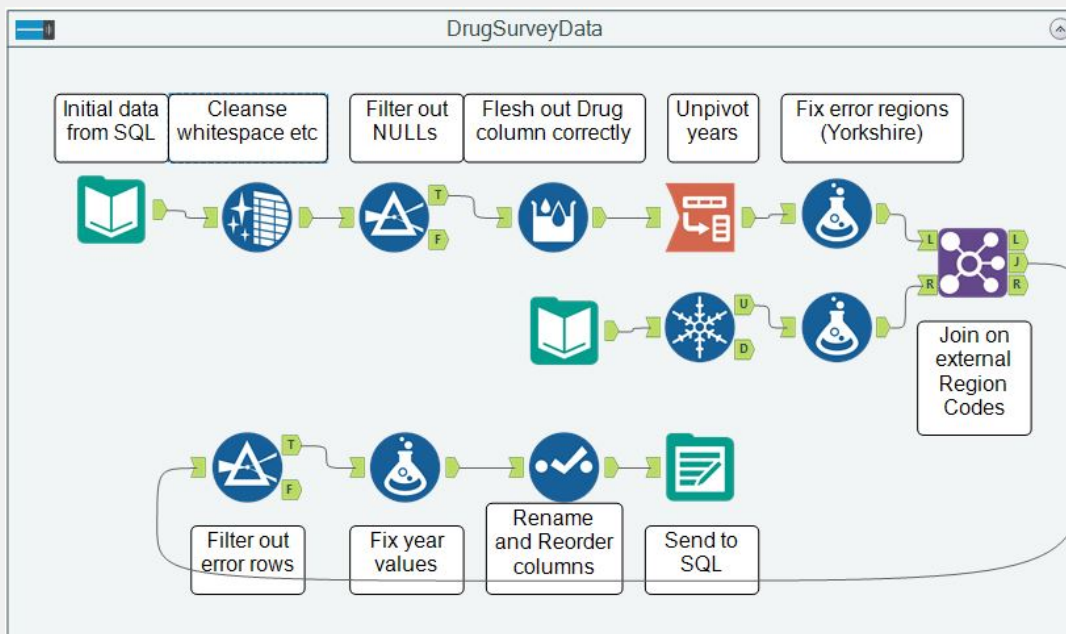 DrugSurveyData
Initial data
from SQL
Cleanse
whitespace etc
Filter out
NULLs
Flesh out Drug
column correctly
Unpivot
years
Fix error regions
(Yorkshire)
T
F
L
R
L
J
R
U
D
Join on
external
Region
Codes
T
F
Filter out
error rows
Fix year
values
Rename
and Reorder
columns
Send to
SQL